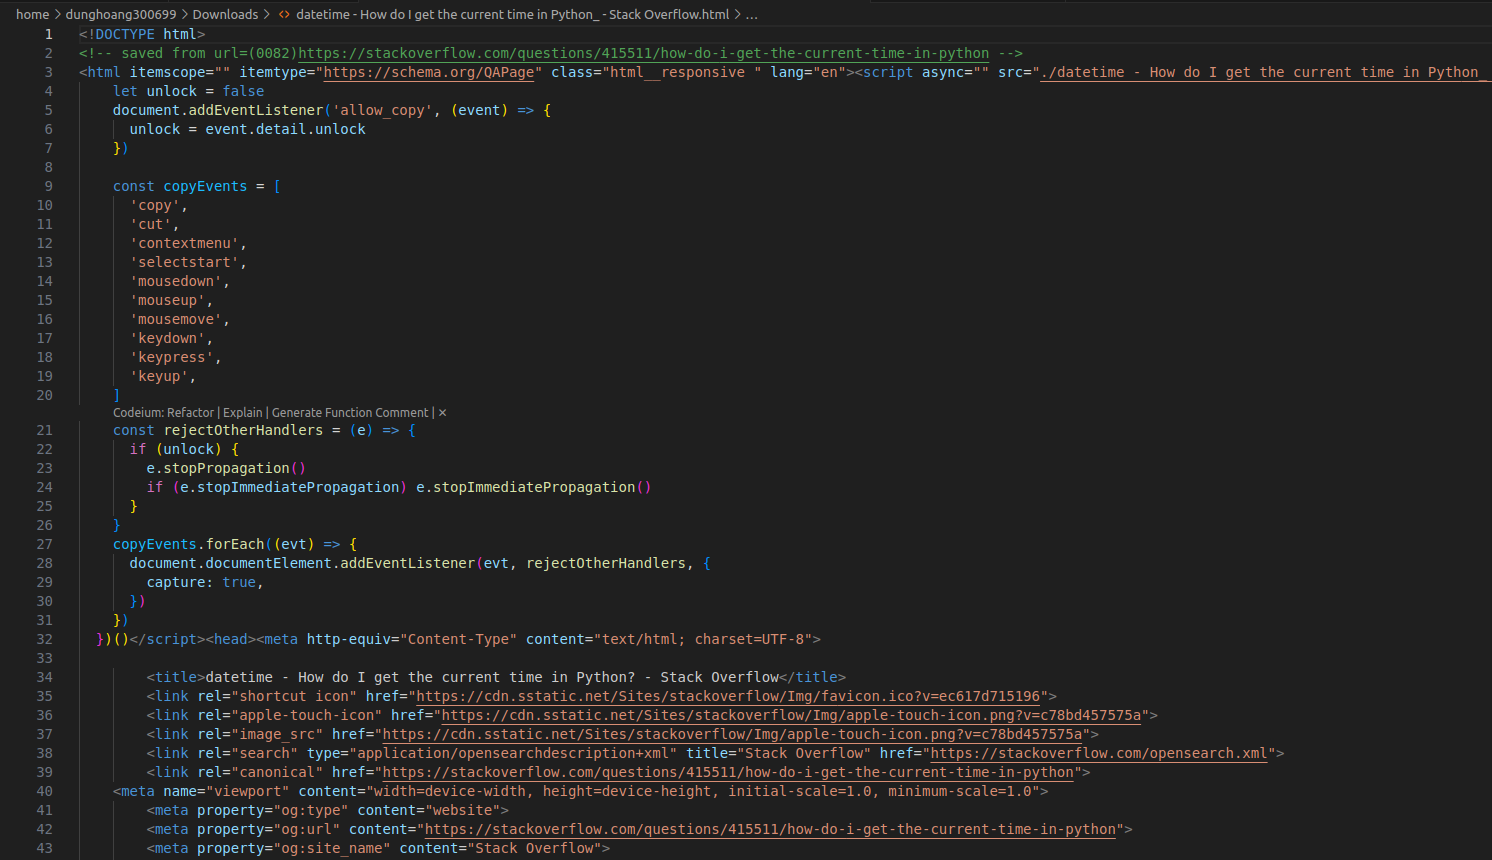 home > dunghoang300699 > Downloads > <> datetime - How do I get the current time in Python_ - Stack Overflow.html > ...
1 <!DOCTYPE html>
2 <!-- saved from url=(0082)https://stackoverflow.com/questions/415511/how-do-i-get-the-current-time-in-python -->
3 <html itemscope="" itemtype="https://schema.org/QAPage" class="html__responsive " lang="en"><script async="" src="./datetime - How do I get the current time in Python_
4 let unlock = false
5 document.addEventListener('allow_copy', (event) => {
6 unlock = event.detail.unlock
7 })
8
9 const copyEvents = [
10 'copy',
11 'cut',
12 'contextmenu',
13 'selectstart',
14 'mousedown',
15 'mouseup',
16 'mousemove',
17 'keydown',
18 'keypress',
19 'keyup',
20 ]
Codeium: Refactor | Explain | Generate Function Comment | ×
21 const rejectOtherHandlers = (e) => {
22 if (unlock) {
23 e.stopPropagation()
24 if (e.stopImmediatePropagation) e.stopImmediatePropagation()
25 }
26 }
27 copyEvents.forEach((evt) => {
28 document.documentElement.addEventListener(evt, rejectOtherHandlers, {
29 capture: true,
30 })
31 })
32 })()</script><head><meta http-equiv="Content-Type" content="text/html; charset=UTF-8">
33
34 <title>datetime - How do I get the current time in Python? - Stack Overflow</title>
35 <link rel="shortcut icon" href="https://cdn.sstatic.net/Sites/stackoverflow/Img/favicon.ico?v=ec617d715196">
36 <link rel="apple-touch-icon" href="https://cdn.sstatic.net/Sites/stackoverflow/Img/apple-touch-icon.png?v=c78bd457575a">
37 <link rel="image_src" href="https://cdn.sstatic.net/Sites/stackoverflow/Img/apple-touch-icon.png?v=c78bd457575a">
38 <link rel="search" type="application/opensearchdescription+xml" title="Stack Overflow" href="https://stackoverflow.com/opensearch.xml">
39 <link rel="canonical" href="https://stackoverflow.com/questions/415511/how-do-i-get-the-current-time-in-python">
40 <meta name="viewport" content="width=device-width, height=device-height, initial-scale=1.0, minimum-scale=1.0">
41 <meta property="og:type" content="website">
42 <meta property="og:url" content="https://stackoverflow.com/questions/415511/how-do-i-get-the-current-time-in-python">
43 <meta property="og:site_name" content="Stack Overflow">